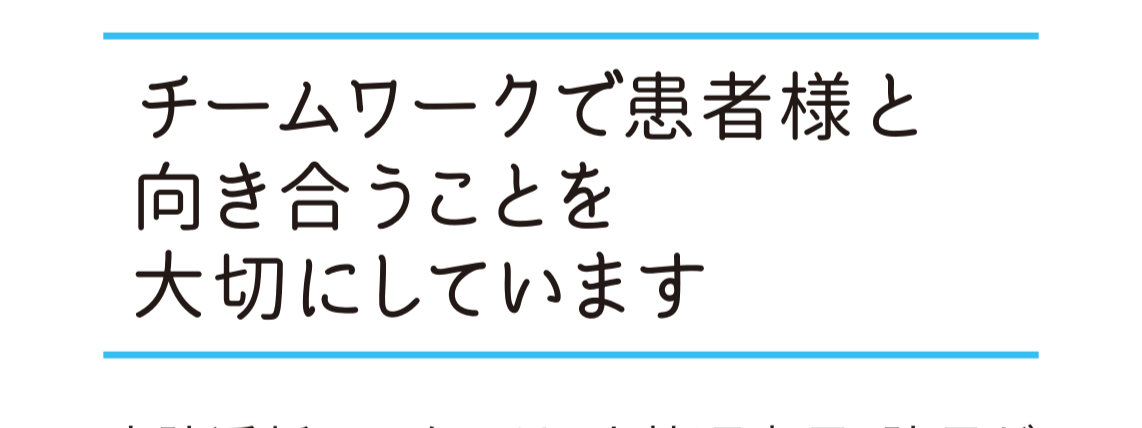 チームワークで患者様と
向き合うことを
大切にしています